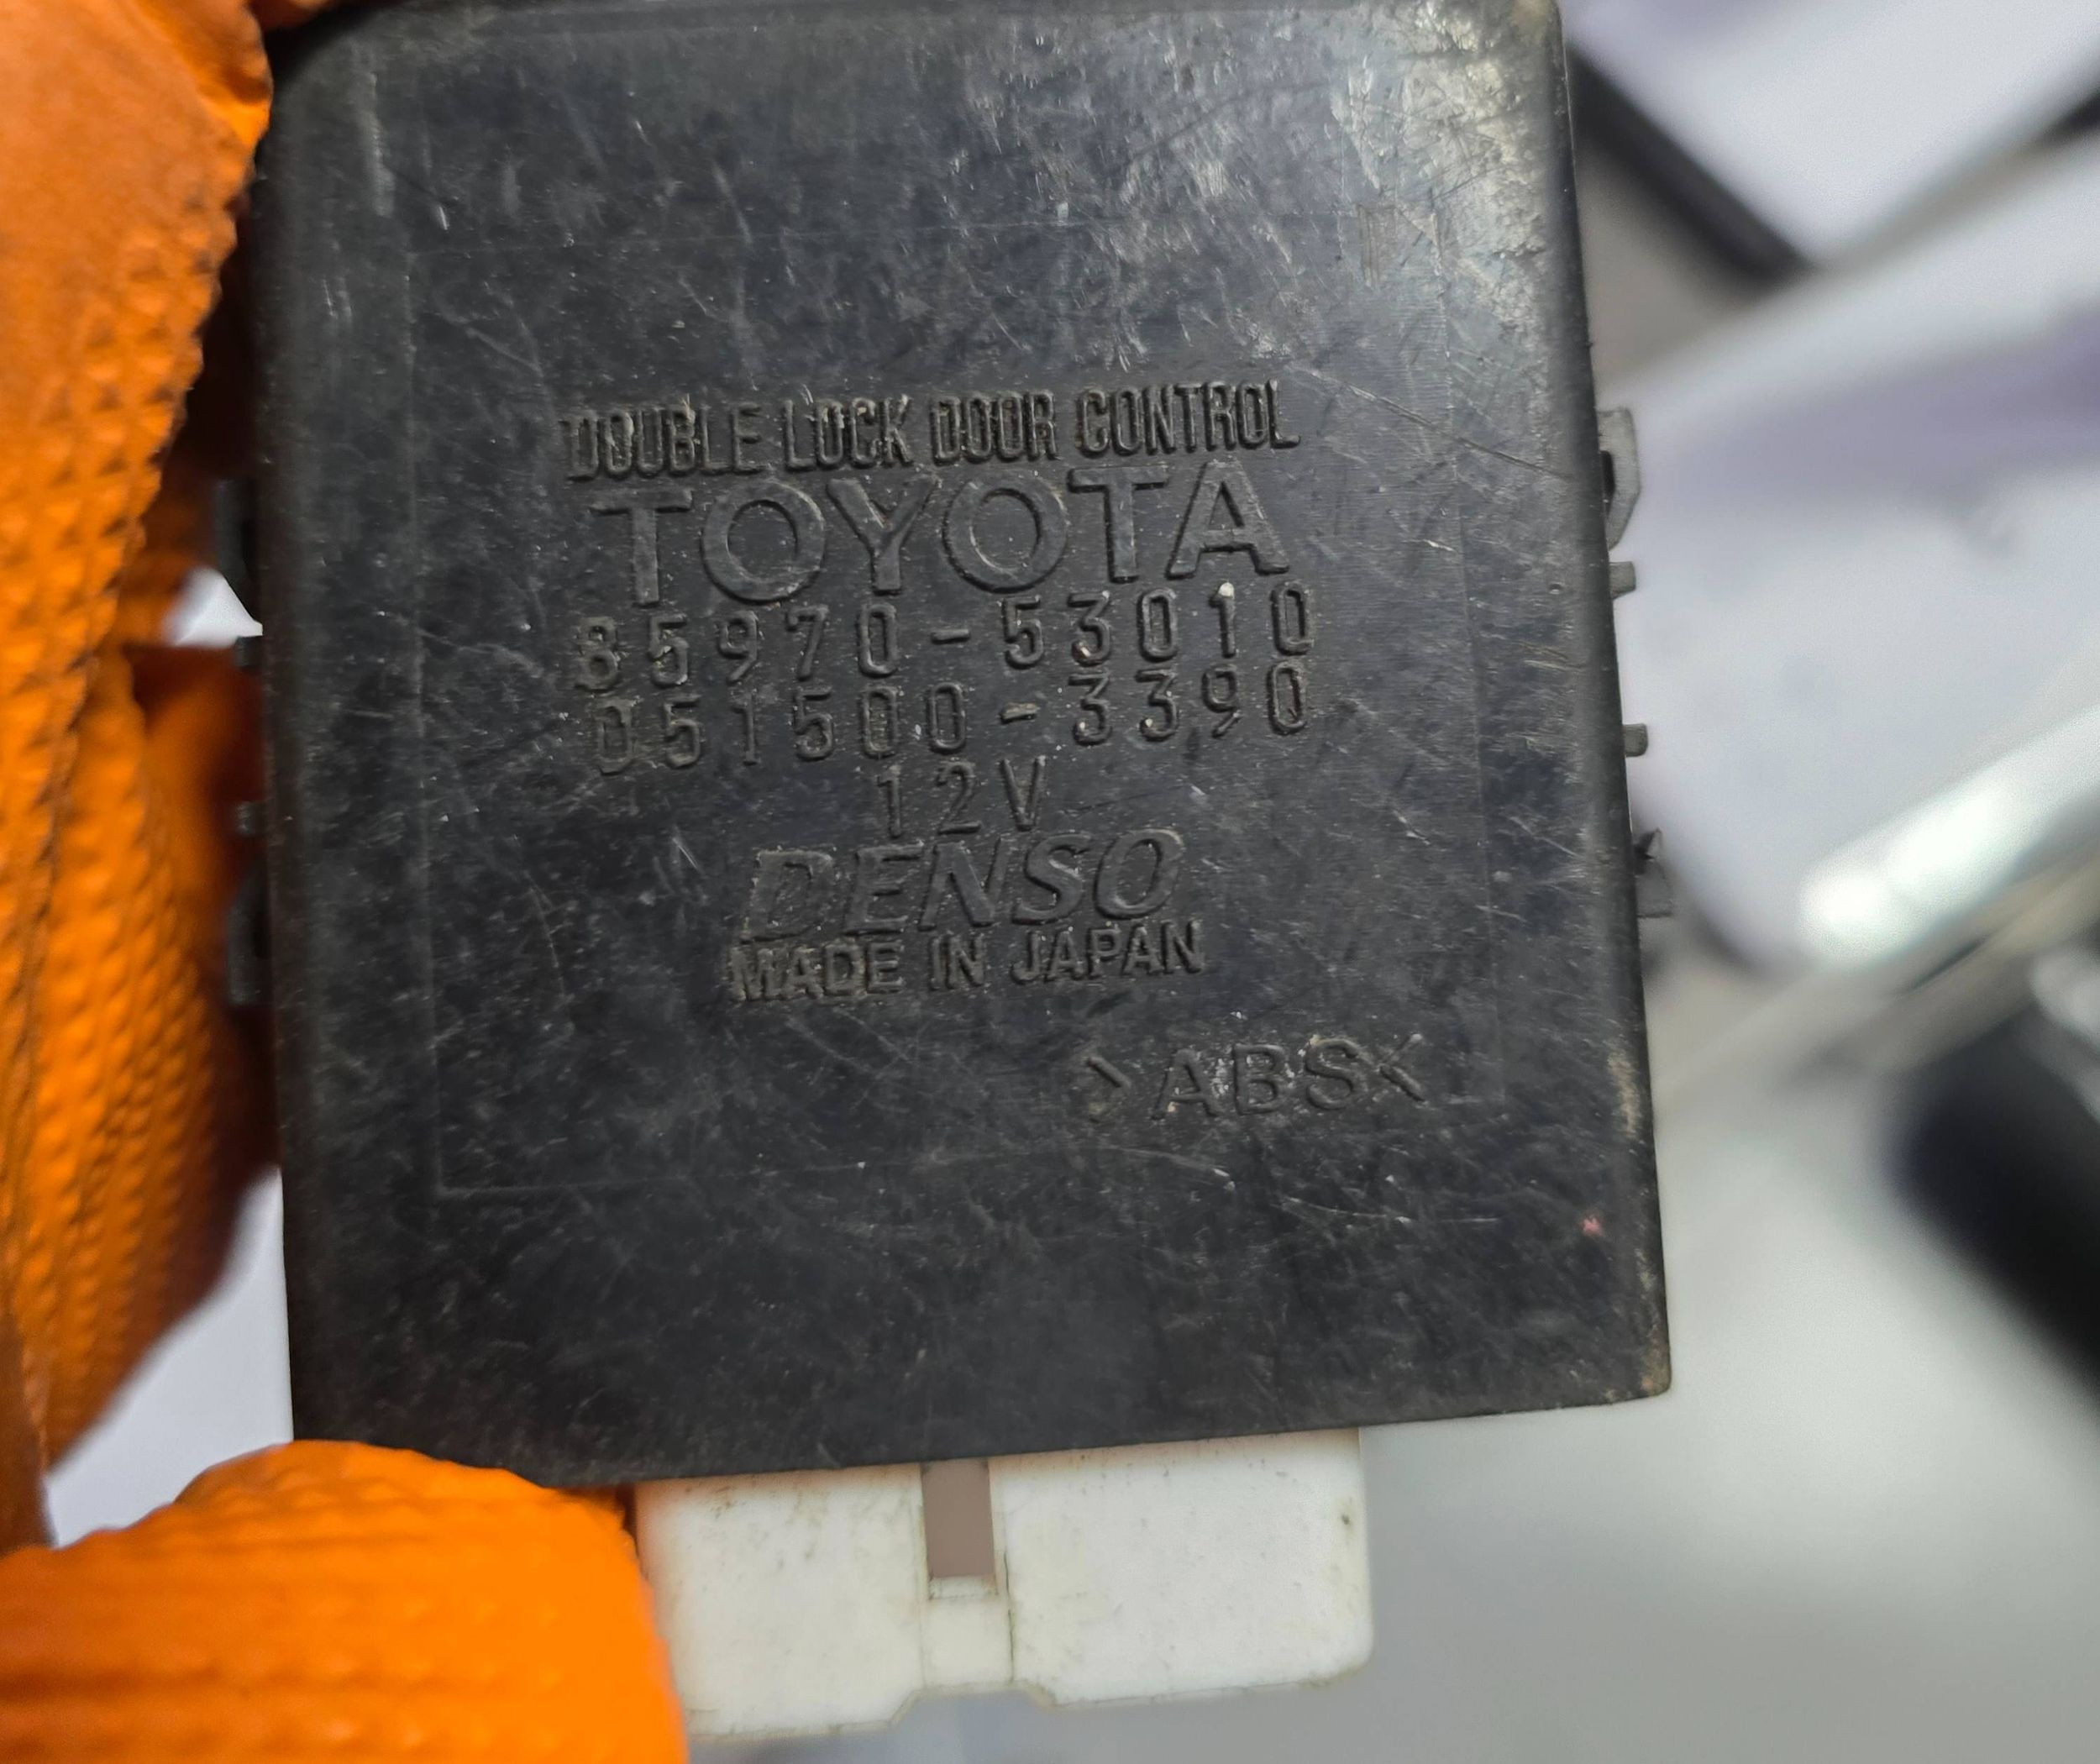 DOUBLE LOCK DOOR CONTROL
TOYOTA
85970-53010
051500-3390
12V
DENSO
MADE IN JAPAN
>ABS<